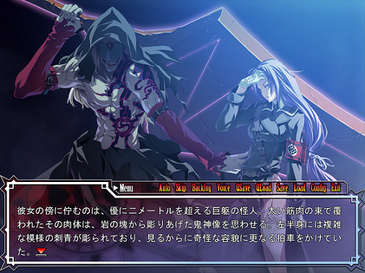 Menu Auto Skip Backlog Voice QSave QLoad Save Load Config Exit
彼女の傍に佇むのは、優に二メートルを超える巨躯の怪人。太い筋肉の束で覆
われたその肉体は、岩の塊から彫りあげた鬼神像を思わせる。左半身には複雑
な模様の刺青が彫られており、見るからに奇怪な容貌に更なる拍車をかけてい
た。